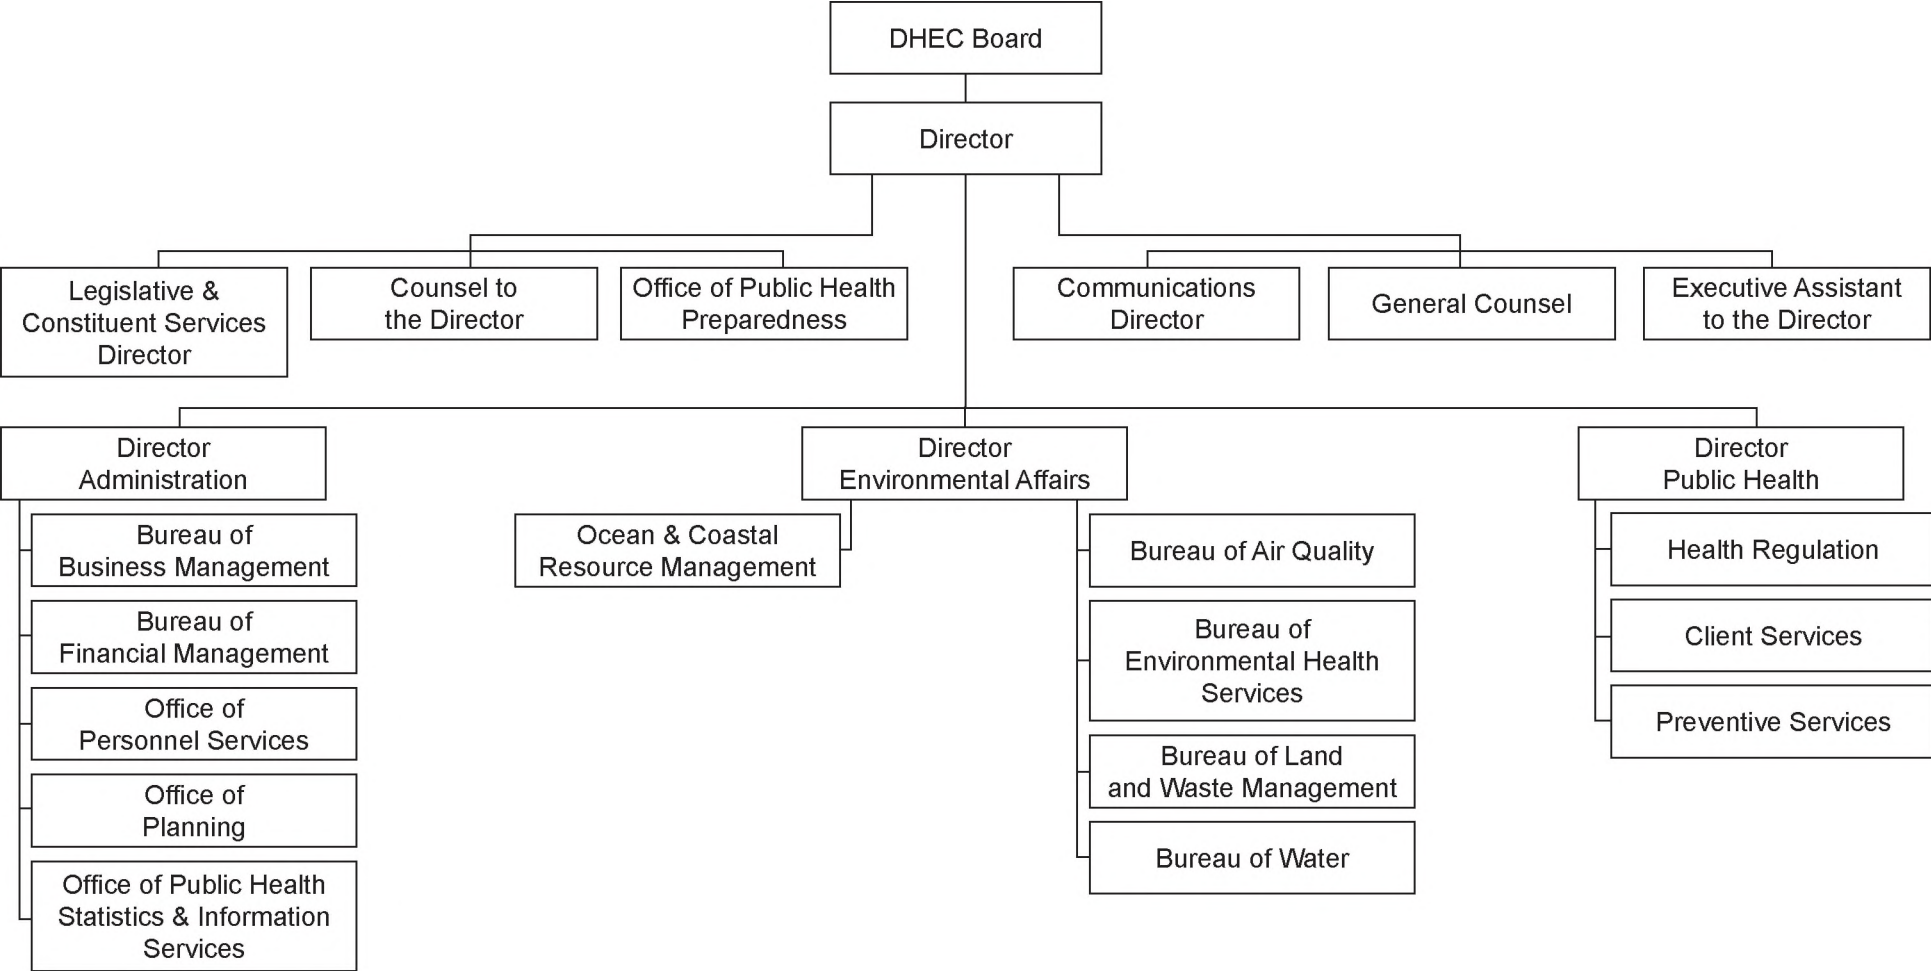 DHEC Board
Director
Legislative &
Constituent Services
Director
Counsel to
the Director
Office of Public Health
Preparedness
Communications
Director
General Counsel
Executive Assistant
to the Director
Director
Administration
Bureau of
Business Management
Bureau of
Financial Management
Office of
Personnel Services
Office of
Planning
Office of Public Health
Statistics & Information
Services
Director
Environmental Affairs
Ocean & Coastal
Resource Management
Bureau of Air Quality
Bureau of
Environmental Health
Services
Bureau of Land
and Waste Management
Bureau of Water
Director
Public Health
Health Regulation
Client Services
Preventive Services